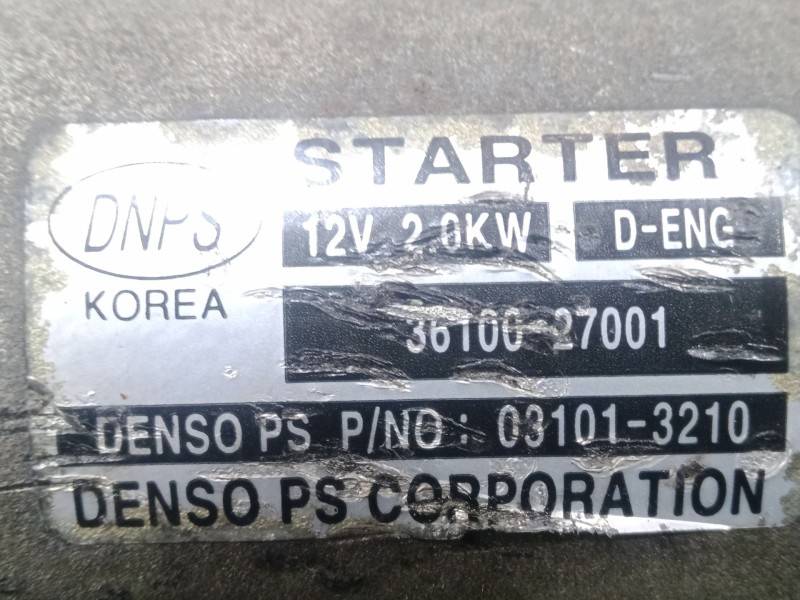 STARTER
DNPS
12V 2.0KW D-ENG
KOREA
36100-27001
DENSO PS P/NO : 03101-3210
DENSO PS CORPORATION